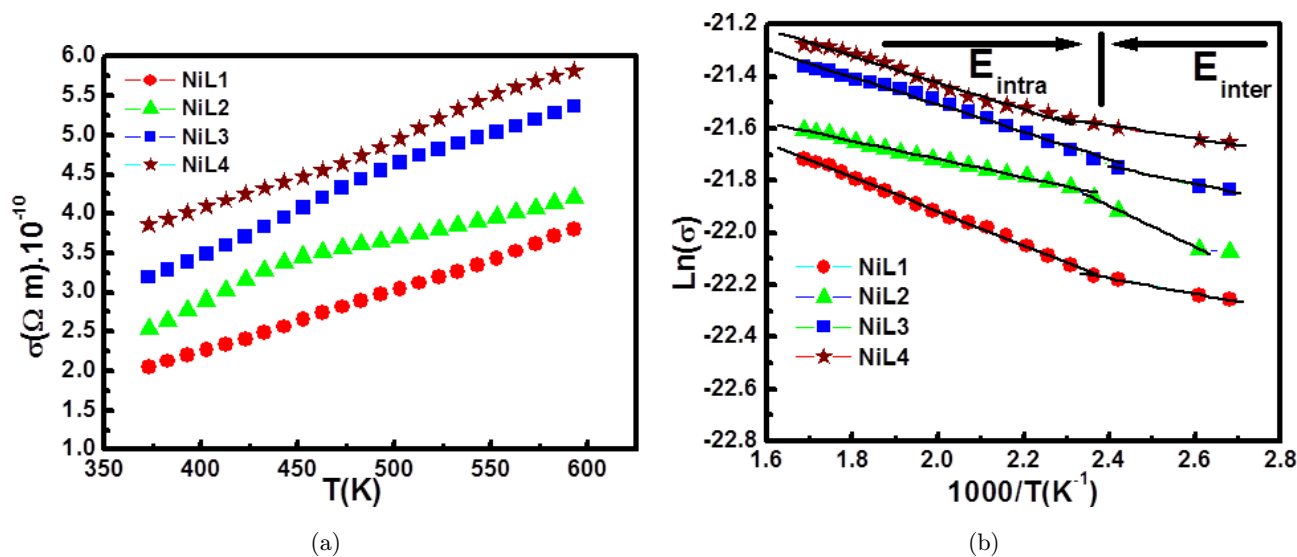 6.0
5.5
5.0
4.5
4.0
3.5
3.0
2.5
2.0
1.5
1.0
σ(Ω m).10⁻¹⁰
NiL1
NiL2
NiL3
NiL4
350 400 450 500 550 600
T(K)
(a)
-21.2
-21.4
-21.6
-21.8
-22.0
-22.2
-22.4
-22.6
-22.8
Ln(σ)
E_intra
E_inter
NiL1
NiL2
NiL3
NiL4
1.6 1.8 2.0 2.2 2.4 2.6 2.8
1000/T(K⁻¹)
(b)